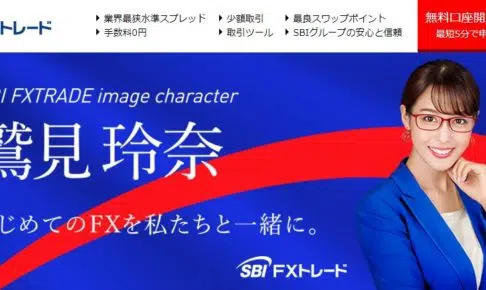 トレード
業界最狭水準スプレッド
少額取引
最良スワップポイント
手数料0円
取引ツール
SBIグループの安心と信頼
無料口座開
最短5分で申
I FXTRADE image character
鷲見 玲奈
じめてのFXを私たちと一緒に。
SBI FXトレード